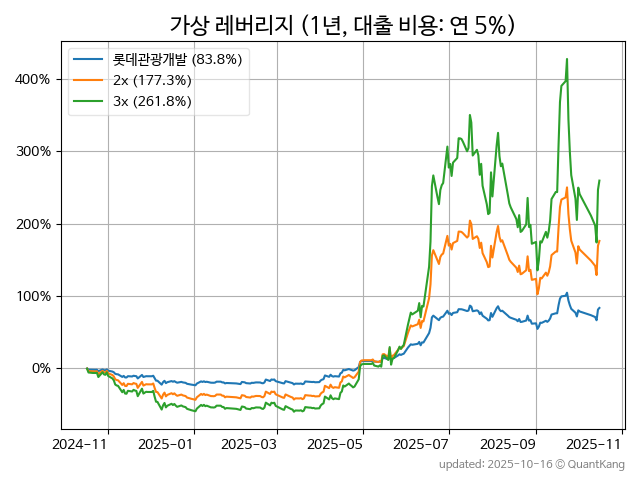 가상 레버리지 (1년, 대출 비용: 연 5%)
롯데관광개발 (83.8%)
2x (177.3%)
3x (261.8%)
400%
300%
200%
100%
0%
2024-11 2025-01 2025-03 2025-05 2025-07 2025-09 2025-11
updated: 2025-10-16 © QuantKang